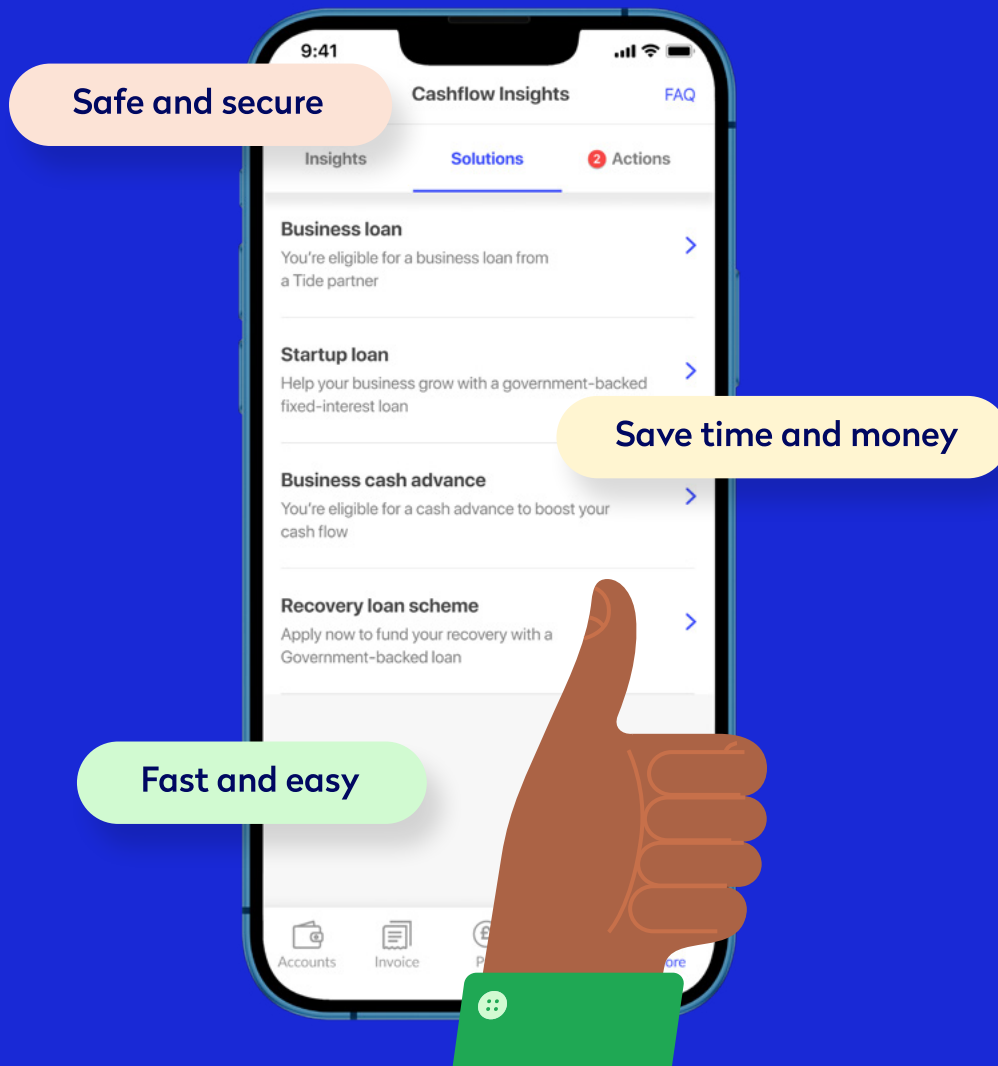 9:41
Safe and secure
Cashflow Insights
FAQ
Insights
Solutions
2 Actions
Business loan
You're eligible for a business loan from
a Tide partner
Startup loan
Help your business grow with a government-backed
fixed-interest loan
Save time and money
Business cash advance
You're eligible for a cash advance to boost your
cash flow
Recovery loan scheme
Apply now to fund your recovery with a
Government-backed loan
Fast and easy
Accounts
Invoice